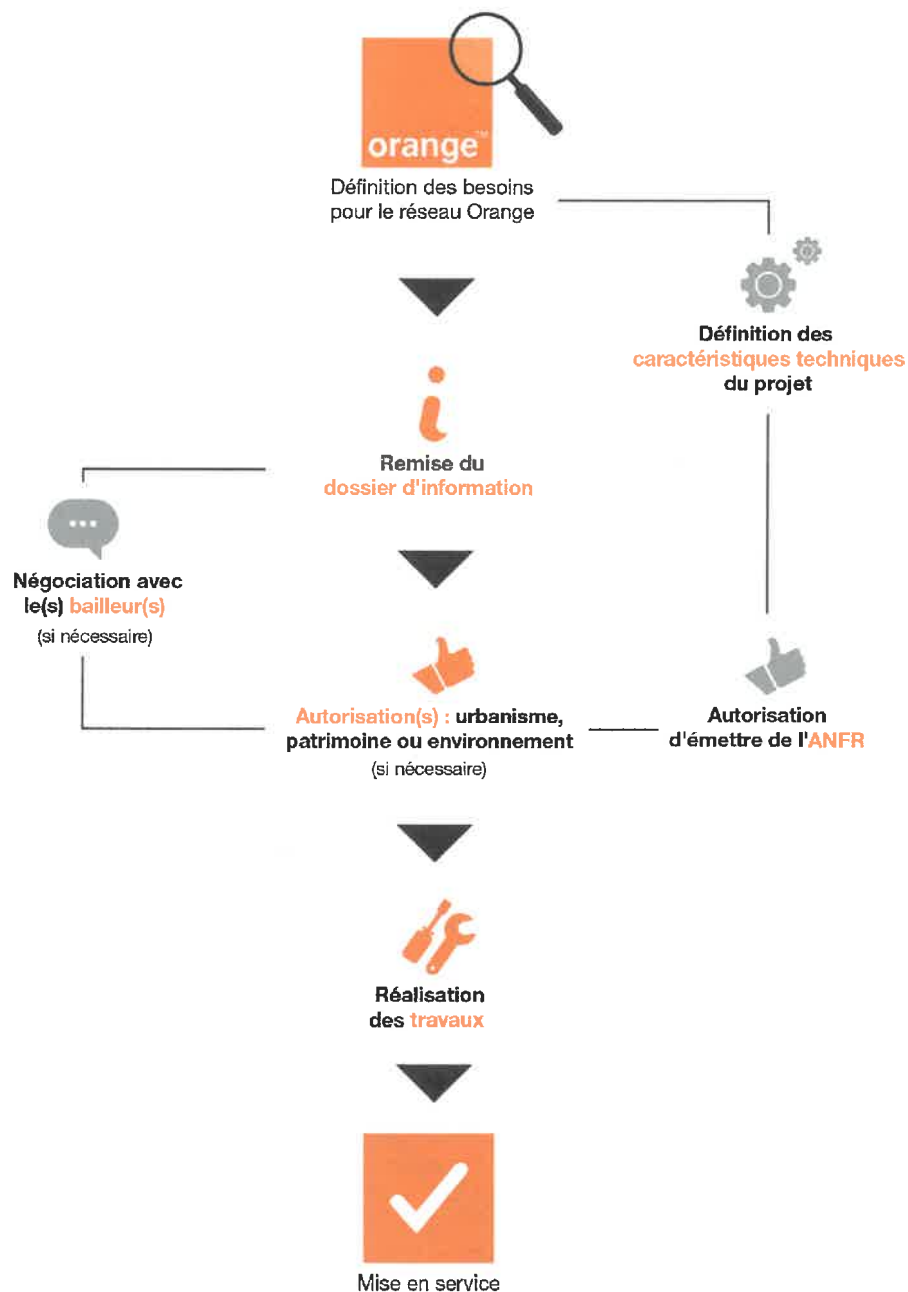 orange™
Définition des besoins
pour le réseau Orange
Définition des
caractéristiques techniques
du projet
Remise du
dossier d'information
Négociation avec
le(s) bailleur(s)
(si nécessaire)
Autorisation(s) : urbanisme,
patrimoine ou environnement
(si nécessaire)
Autorisation
d'émettre de l'ANFR
Réalisation
des travaux
Mise en service